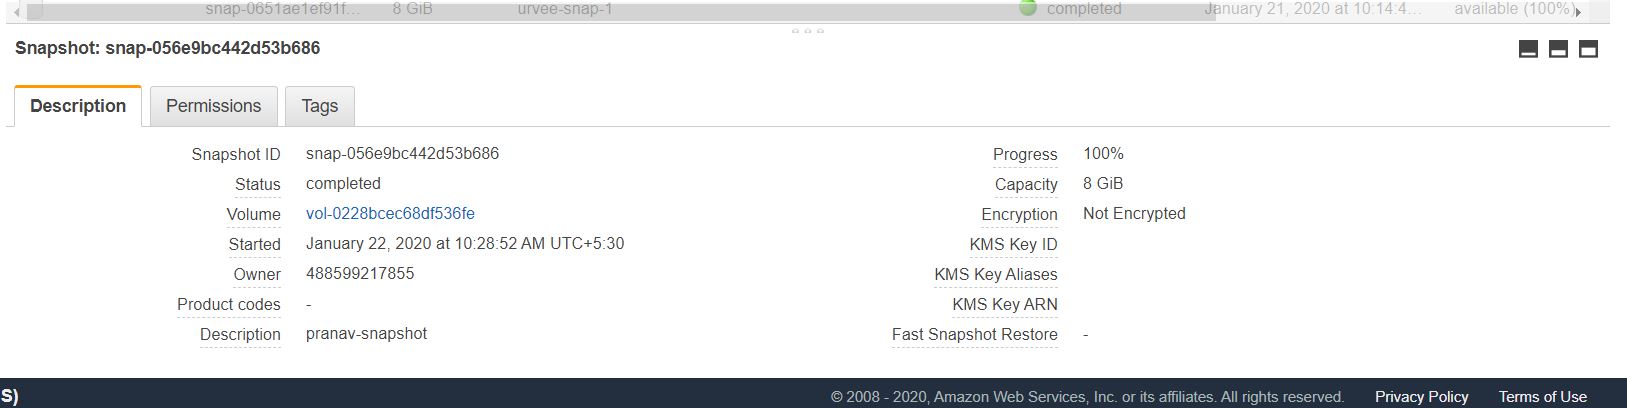 snap-0651ae1ef91f... 8 GiB urvee-snap-1 completed January 21, 2020 at 10:14:4... available (100%)
Snapshot: snap-056e9bc442d53b686
Description Permissions Tags
Snapshot ID snap-056e9bc442d53b686 Progress 100%
Status completed Capacity 8 GiB
Volume vol-0228bcec68df536fe Encryption Not Encrypted
Started January 22, 2020 at 10:28:52 AM UTC+5:30 KMS Key ID
Owner 488599217855 KMS Key Aliases
Product codes - KMS Key ARN
Description pranav-snapshot Fast Snapshot Restore -
S) © 2008 - 2020, Amazon Web Services, Inc. or its affiliates. All rights reserved. Privacy Policy Terms of Use